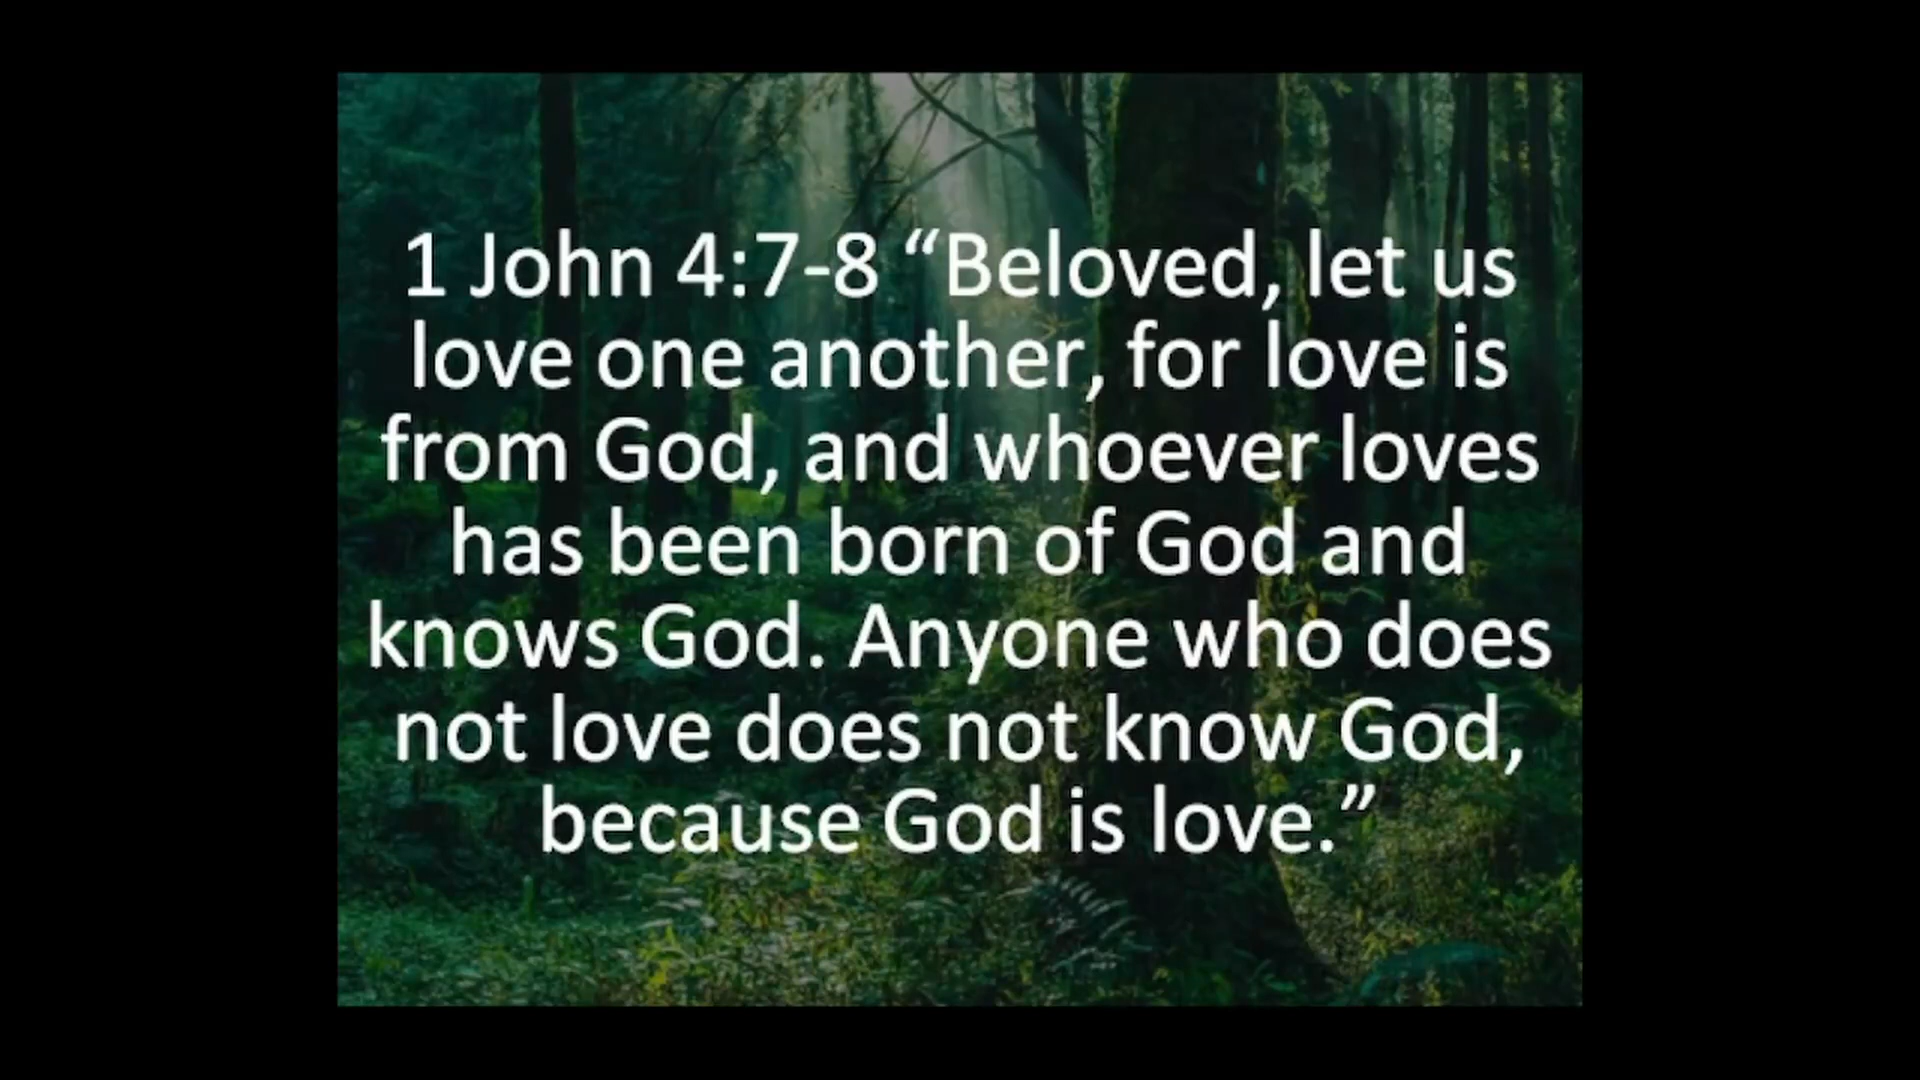 1 John 4:7-8 “Beloved, let us
love one another, for love is
from God, and whoever loves
has been born of God and
knows God. Anyone who does
not love does not know God,
because God is love.”